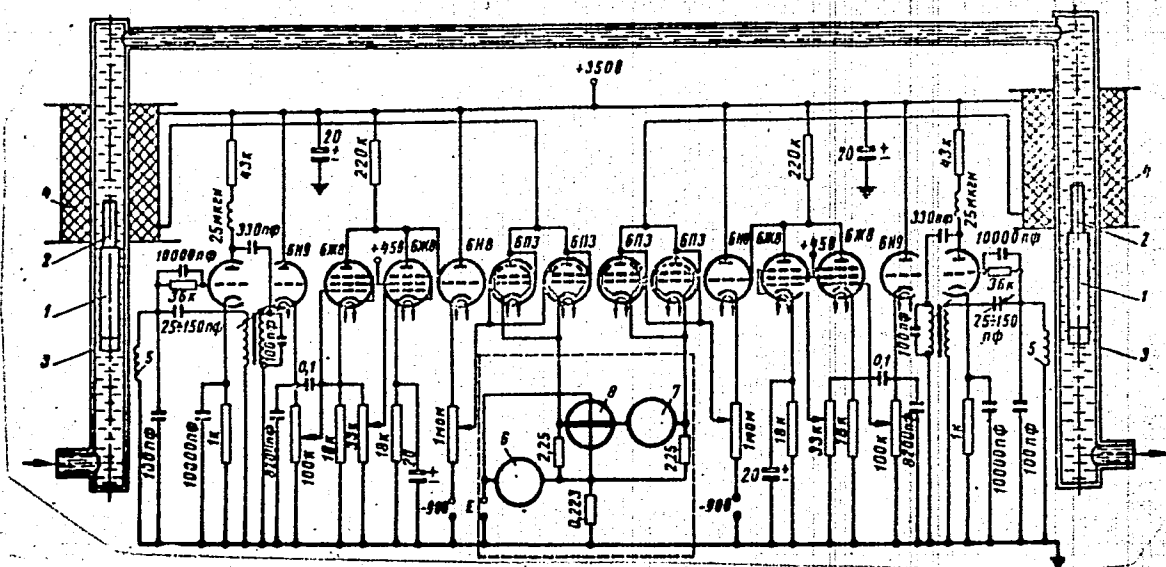 +350В
20
+
43к
220к
25мкгн
330пф
6Н9
6Ж8
+45В
6Ж8
6Н8
6П3
6П3
6П3
6П3
6Н8
6Ж8
+45В
6Ж8
6Н9
220к
20
+
43к
25мкгн
330пф
4
4
2
2
10000пф
36к
25÷150пф
10000пф
36к
25÷150
пф
1
1
3
3
5
5
100пф
100пф
0,1
0,1
8
7
6
E
2,25
2,25
0,223
100пф
10000пф
1к
8200пф
100к
18к
33к
18к
20
+
1мом
-90В
1мом
-90В
20
+
18к
33к
18к
100к
8200пф
1к
10000пф
100пф